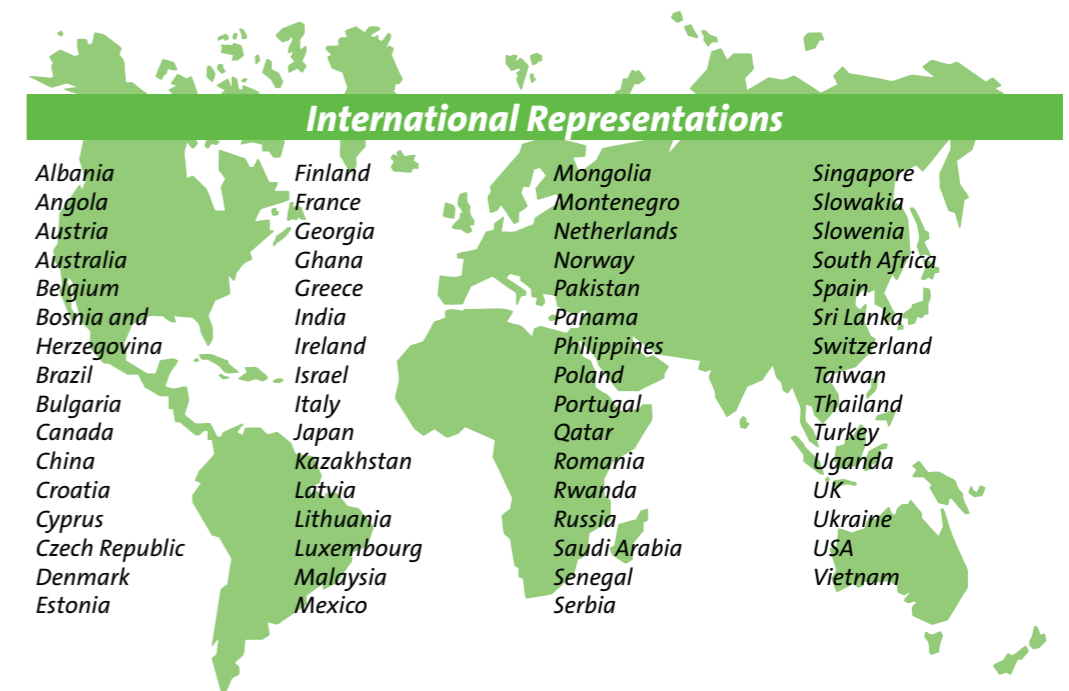 International Representations
Albania
Angola
Austria
Australia
Belgium
Bosnia and
Herzegovina
Brazil
Bulgaria
Canada
China
Croatia
Cyprus
Czech Republic
Denmark
Estonia
Finland
France
Georgia
Ghana
Greece
India
Ireland
Israel
Italy
Japan
Kazakhstan
Latvia
Lithuania
Luxembourg
Malaysia
Mexico
Mongolia
Montenegro
Netherlands
Norway
Pakistan
Panama
Philippines
Poland
Portugal
Qatar
Romania
Rwanda
Russia
Saudi Arabia
Senegal
Serbia
Singapore
Slowakia
Slowenia
South Africa
Spain
Sri Lanka
Switzerland
Taiwan
Thailand
Turkey
Uganda
UK
Ukraine
USA
Vietnam